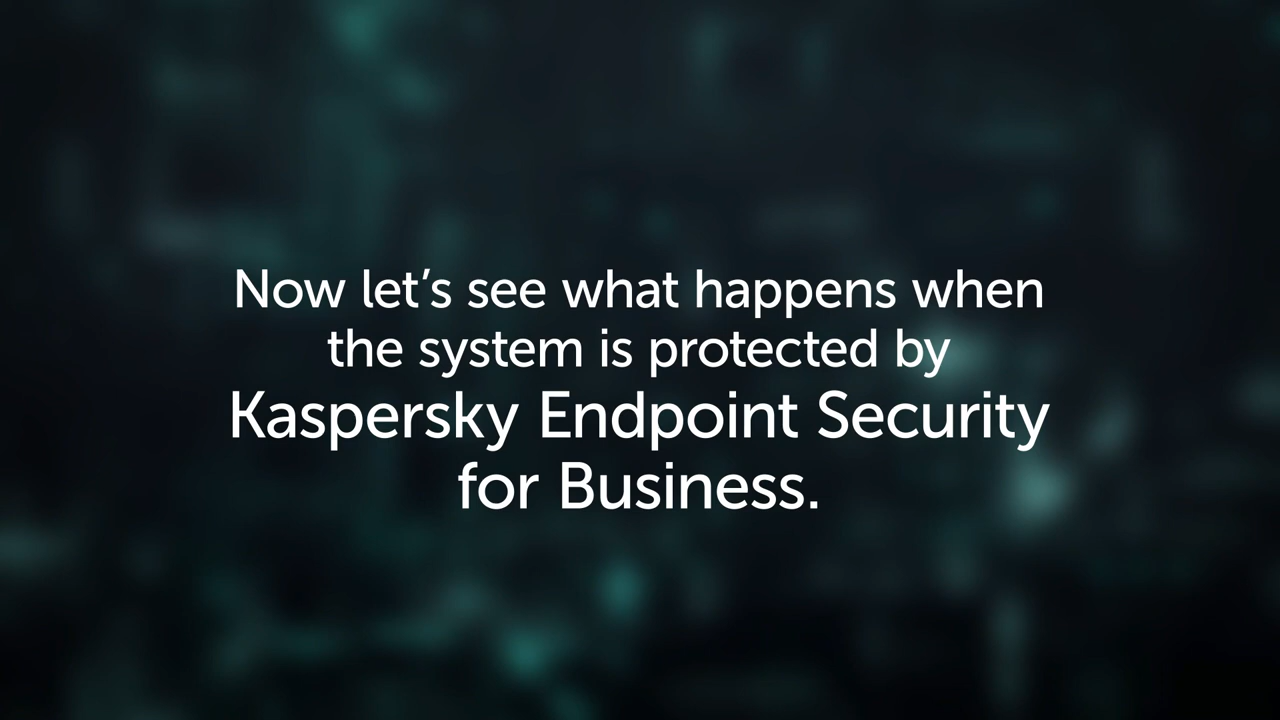 Now let’s see what happens when
the system is protected by
Kaspersky Endpoint Security
for Business.